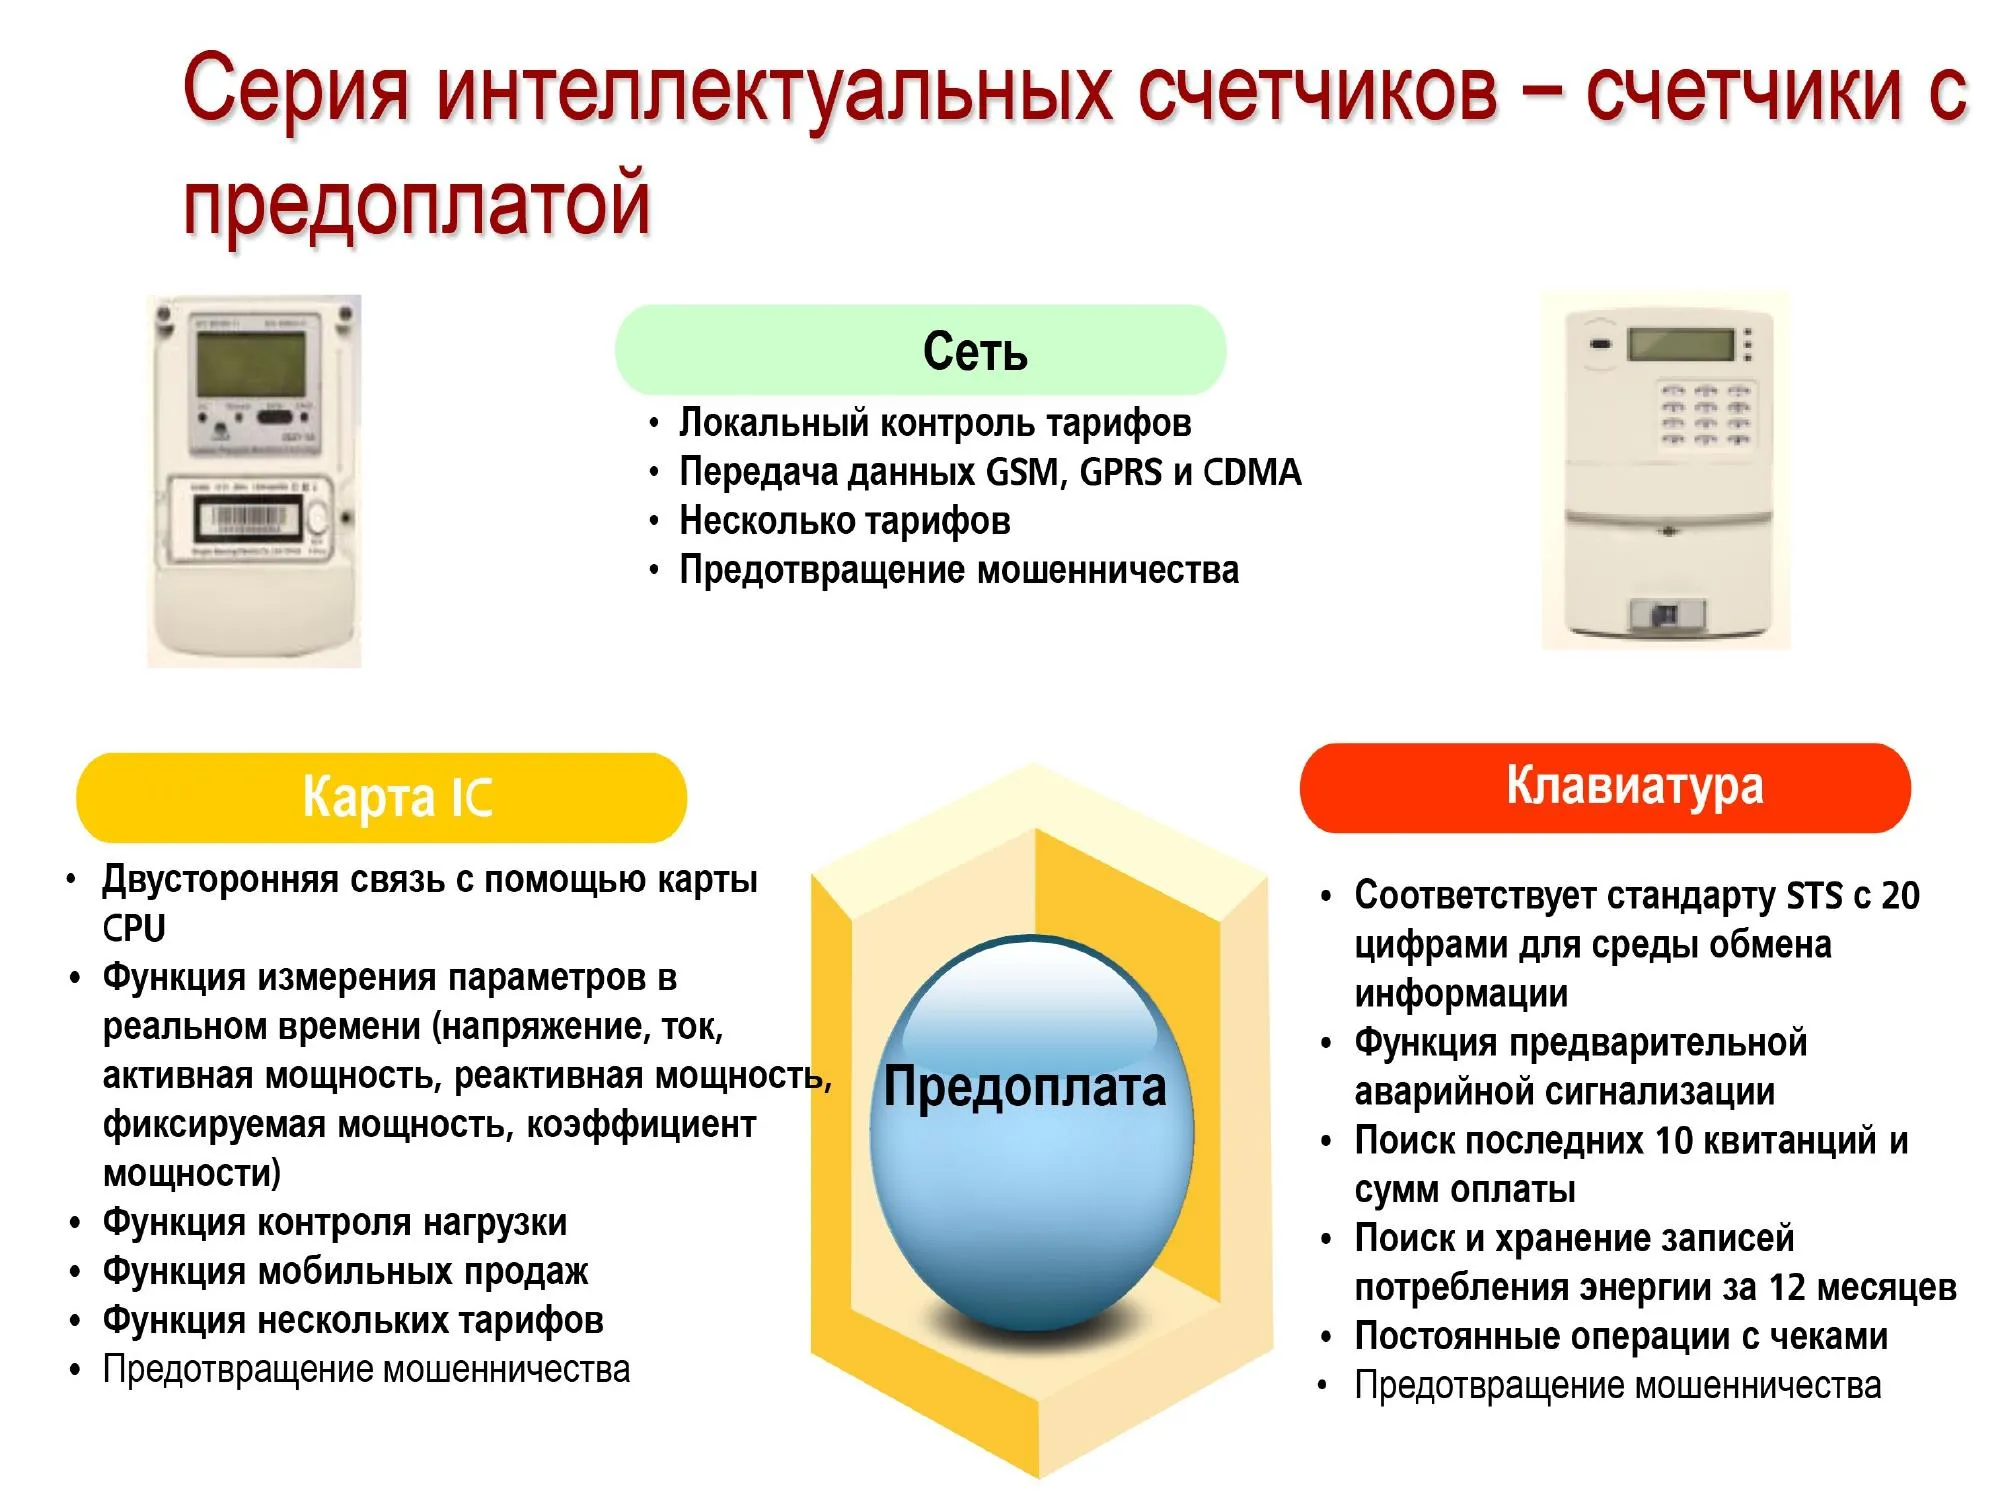 Серия интеллектуальных счетчиков – счетчики с
предоплатой
Сеть
• Локальный контроль тарифов
• Передача данных GSM, GPRS и CDMA
• Несколько тарифов
• Предотвращение мошенничества
Карта IC
• Двусторонняя связь с помощью карты
CPU
• Функция измерения параметров в
реальном времени (напряжение, ток,
активная мощность, реактивная мощность,
фиксируемая мощность, коэффициент
мощности)
• Функция контроля нагрузки
• Функция мобильных продаж
• Функция нескольких тарифов
• Предотвращение мошенничества
Предоплата
Клавиатура
• Соответствует стандарту STS с 20
цифрами для среды обмена
информации
• Функция предварительной
аварийной сигнализации
• Поиск последних 10 квитанций и
сумм оплаты
• Поиск и хранение записей
потребления энергии за 12 месяцев
• Постоянные операции с чеками
• Предотвращение мошенничества